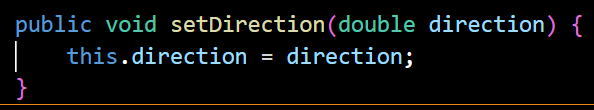 public void setDirection(double direction) {
    this.direction = direction;
}